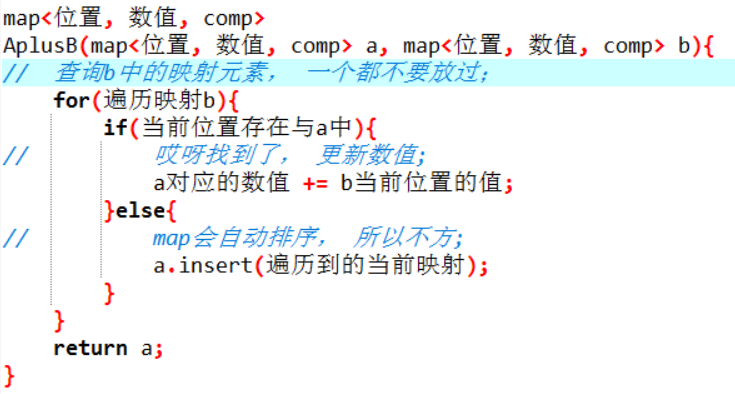 map<位置, 数值, comp>
AplusB(map<位置, 数值, comp> a, map<位置, 数值, comp> b){
//  查询b中的映射元素， 一个都不要放过;
    for(遍历映射b){
        if(当前位置存在与a中){
//          哎呀找到了， 更新数值;
            a对应的数值 += b当前位置的值;
        }else{
//          map会自动排序， 所以不方;
            a.insert(遍历到的当前映射);
        }
    }
    return a;
}